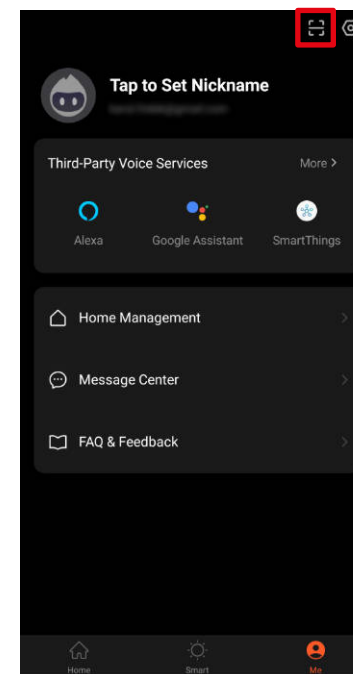 Tap to Set Nickname
Third-Party Voice Services More >
Alexa Google Assistant SmartThings
Home Management
Message Center
FAQ & Feedback
Home Smart Me